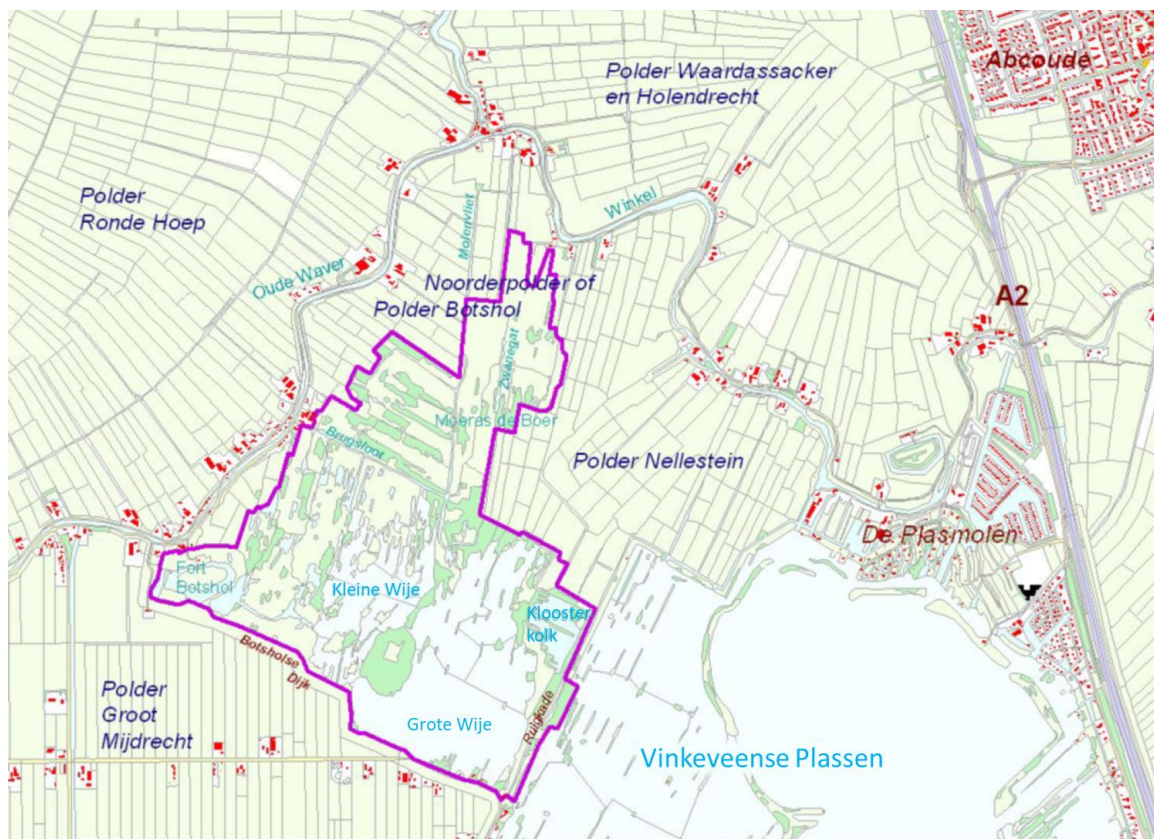 Abcoude
Polder Waardassacker
en Holendrecht
Polder
Ronde Hoep
Winkel
Molenvliet
Oude Waver
Noorderpolder of
Polder Botshol
A2
Zwanegat
Moeras de Boer
Brugsloot
Polder Nellestein
De Plasmolen
Fort
Botshol
Kleine Wije
Klooster
kolk
Botsholse
Dijk
Polder
Groot
Mijdrecht
Grote Wije
Ruigkade
Vinkeveense Plassen